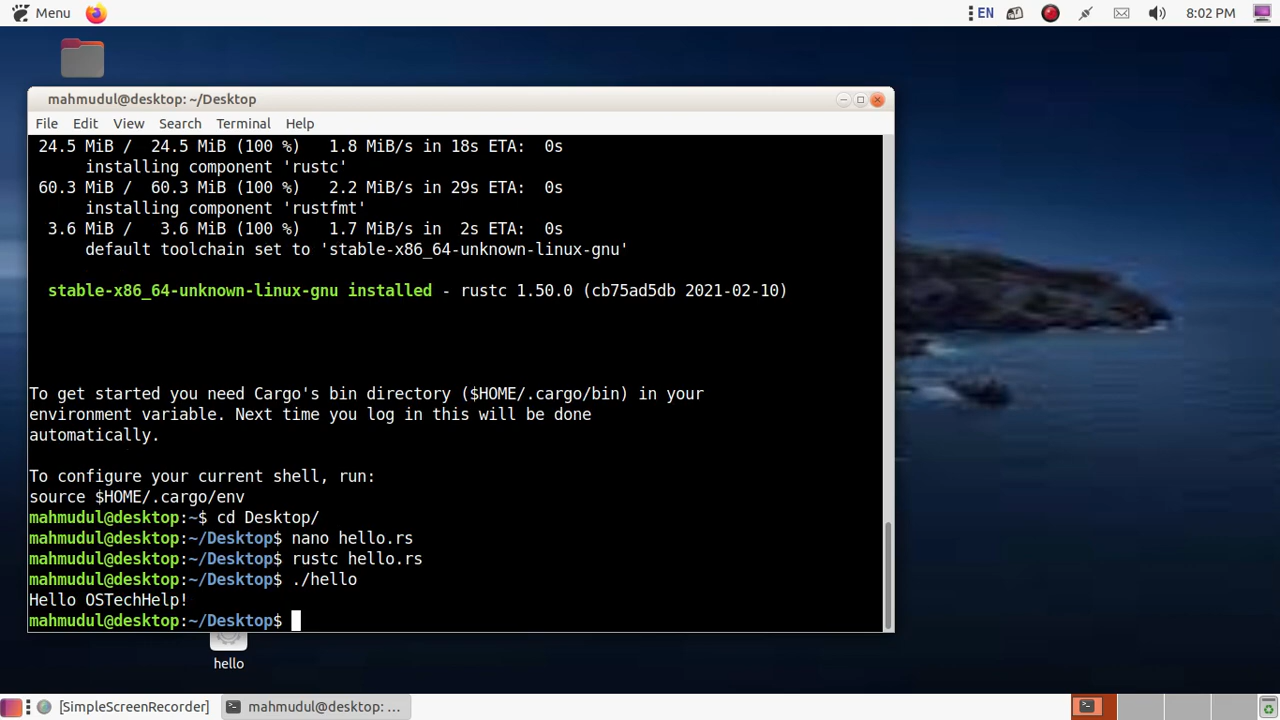 Menu
EN
8:02 PM
mahmudul@desktop: ~/Desktop
File Edit View Search Terminal Help
24.5 MiB / 24.5 MiB (100 %) 1.8 MiB/s in 18s ETA: 0s
installing component 'rustc'
60.3 MiB / 60.3 MiB (100 %) 2.2 MiB/s in 29s ETA: 0s
installing component 'rustfmt'
3.6 MiB / 3.6 MiB (100 %) 1.7 MiB/s in 2s ETA: 0s
default toolchain set to 'stable-x86_64-unknown-linux-gnu'
stable-x86_64-unknown-linux-gnu installed - rustc 1.50.0 (cb75ad5db 2021-02-10)
To get started you need Cargo's bin directory ($HOME/.cargo/bin) in your
environment variable. Next time you log in this will be done
automatically.
To configure your current shell, run:
source $HOME/.cargo/env
mahmudul@desktop:~$ cd Desktop/
mahmudul@desktop:~/Desktop$ nano hello.rs
mahmudul@desktop:~/Desktop$ rustc hello.rs
mahmudul@desktop:~/Desktop$ ./hello
Hello OSTechHelp!
mahmudul@desktop:~/Desktop$
hello
[SimpleScreenRecorder]
mahmudul@desktop: ...